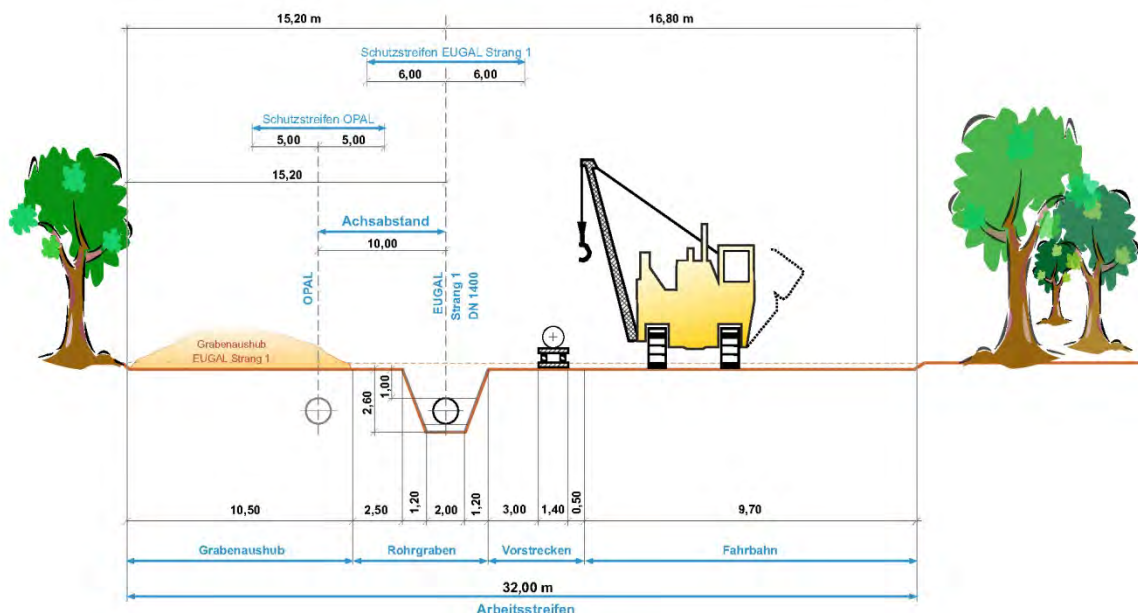 15,20 m
16,80 m
Schutzstreifen EUGAL Strang 1
6,00
6,00
Schutzstreifen OPAL
5,00
5,00
15,20
Achsabstand
10,00
OPAL
EUGAL
Strang 1
DN 1400
Grabenaushub
EUGAL Strang 1
1,00
2,60
10,50
2,50
1,20
2,00
1,20
3,00
1,40
0,50
9,70
Grabenaushub
Rohrgraben
Vorstrecken
Fahrbahn
32,00 m
Arbeitsstreifen